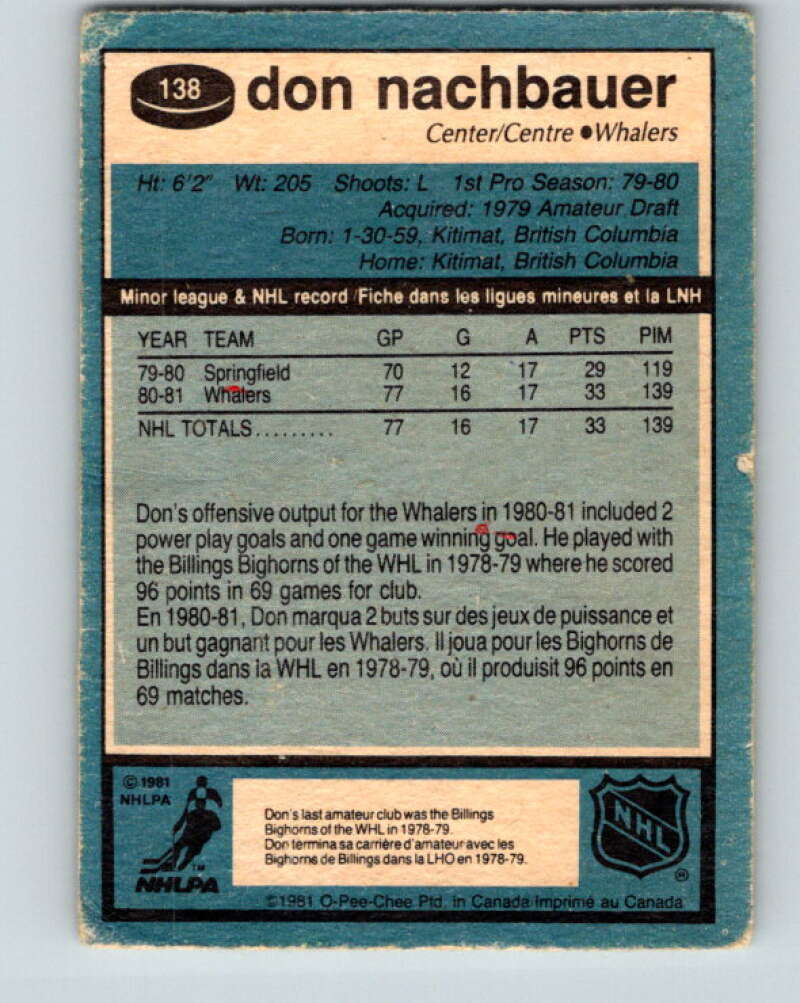 138 don nachbauer
Center/Centre ●Whalers
Ht: 6'2" Wt: 205 Shoots: L 1st Pro Season: 79-80
Acquired: 1979 Amateur Draft
Born: 1-30-59, Kitimat, British Columbia
Home: Kitimat, British Columbia
Minor league & NHL record/Fiche dans les ligues mineures et la LNH
YEAR TEAM GP G A PTS PIM
79-80 Springfield 70 12 17 29 119
80-81 Whalers 77 16 17 33 139
NHL TOTALS......... 77 16 17 33 139
Don's offensive output for the Whalers in 1980-81 included 2
power play goals and one game winning goal. He played with
the Billings Bighorns of the WHL in 1978-79 where he scored
96 points in 69 games for club.
En 1980-81, Don marqua 2 buts sur des jeux de puissance et
un but gagnant pour les Whalers. Il joua pour les Bighorns de
Billings dans la WHL en 1978-79, où il produisit 96 points en
69 matches.
© 1981
NHLPA
TM
NHLPA
Don's last amateur club was the Billings
Bighorns of the WHL in 1978-79.
Don termina sa carrière d'amateur avec les
Bighorns de Billings dans la LHO en 1978-79.
NHL
®
©1981 O-Pee-Chee Ptd. in Canada Imprimé au Canada